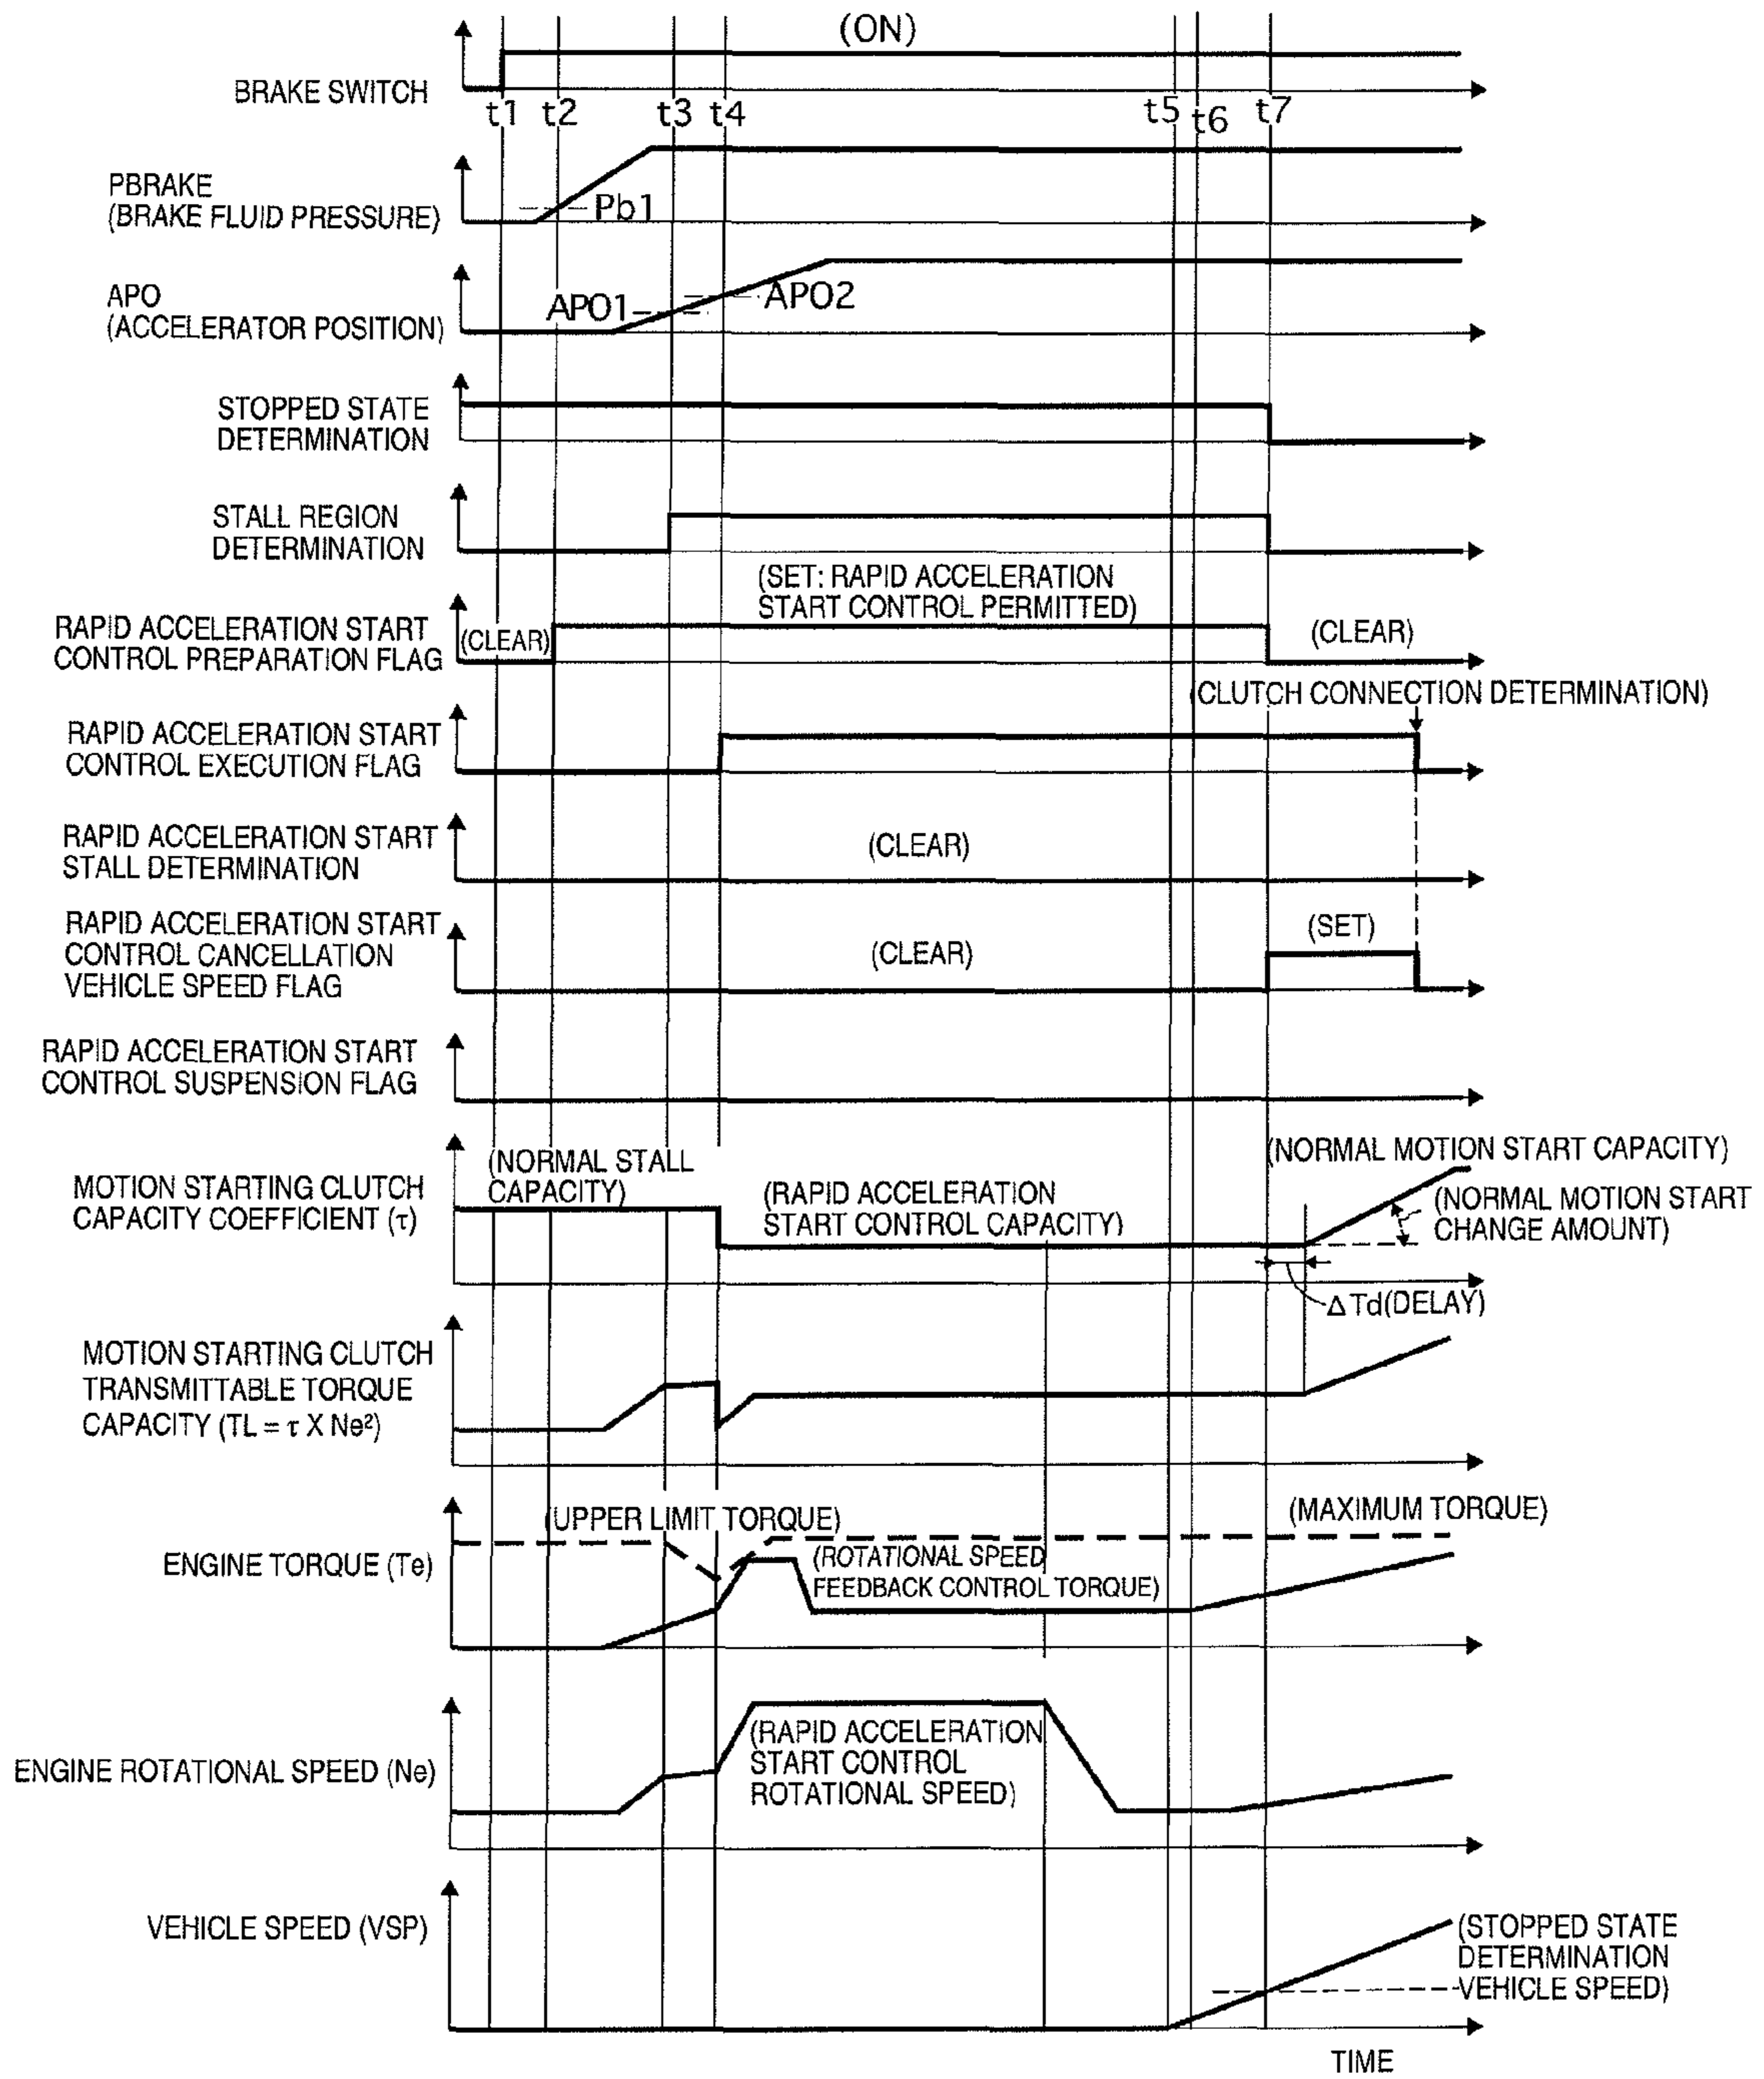 (ON)
BRAKE SWITCH
t1 t2 t3 t4 t5 t6 t7
PBRAKE
(BRAKE FLUID PRESSURE)
Pb1
APO
(ACCELERATOR POSITION)
APO1
APO2
STOPPED STATE
DETERMINATION
STALL REGION
DETERMINATION
(SET: RAPID ACCELERATION
START CONTROL PERMITTED)
RAPID ACCELERATION START
CONTROL PREPARATION FLAG
(CLEAR)
(CLEAR)
(CLUTCH CONNECTION DETERMINATION)
RAPID ACCELERATION START
CONTROL EXECUTION FLAG
RAPID ACCELERATION START
STALL DETERMINATION
(CLEAR)
RAPID ACCELERATION START
CONTROL CANCELLATION
VEHICLE SPEED FLAG
(CLEAR)
(SET)
RAPID ACCELERATION START
CONTROL SUSPENSION FLAG
MOTION STARTING CLUTCH
CAPACITY COEFFICIENT (τ)
(NORMAL STALL
CAPACITY)
(RAPID ACCELERATION
START CONTROL CAPACITY)
(NORMAL MOTION START CAPACITY)
(NORMAL MOTION START
CHANGE AMOUNT)
ΔTd(DELAY)
MOTION STARTING CLUTCH
TRANSMITTABLE TORQUE
CAPACITY (TL = τ X Ne²)
(UPPER LIMIT TORQUE)
(MAXIMUM TORQUE)
ENGINE TORQUE (Te)
(ROTATIONAL SPEED
FEEDBACK CONTROL TORQUE)
ENGINE ROTATIONAL SPEED (Ne)
(RAPID ACCELERATION
START CONTROL
ROTATIONAL SPEED)
VEHICLE SPEED (VSP)
(STOPPED STATE
DETERMINATION
VEHICLE SPEED)
TIME